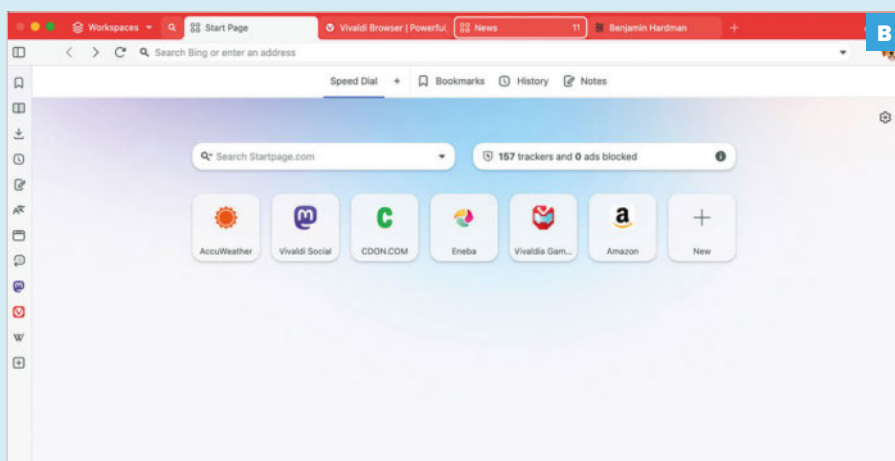 Workspaces Start Page Vivaldi Browser | Powerful, News 11 Benjamin Hardman +
B
Search Bing or enter an address
Speed Dial + Bookmarks History Notes
Search Startpage.com 157 trackers and 0 ads blocked
AccuWeather Vivaldi Social CDON.COM Eneba Vivaldia Gam... Amazon New
W